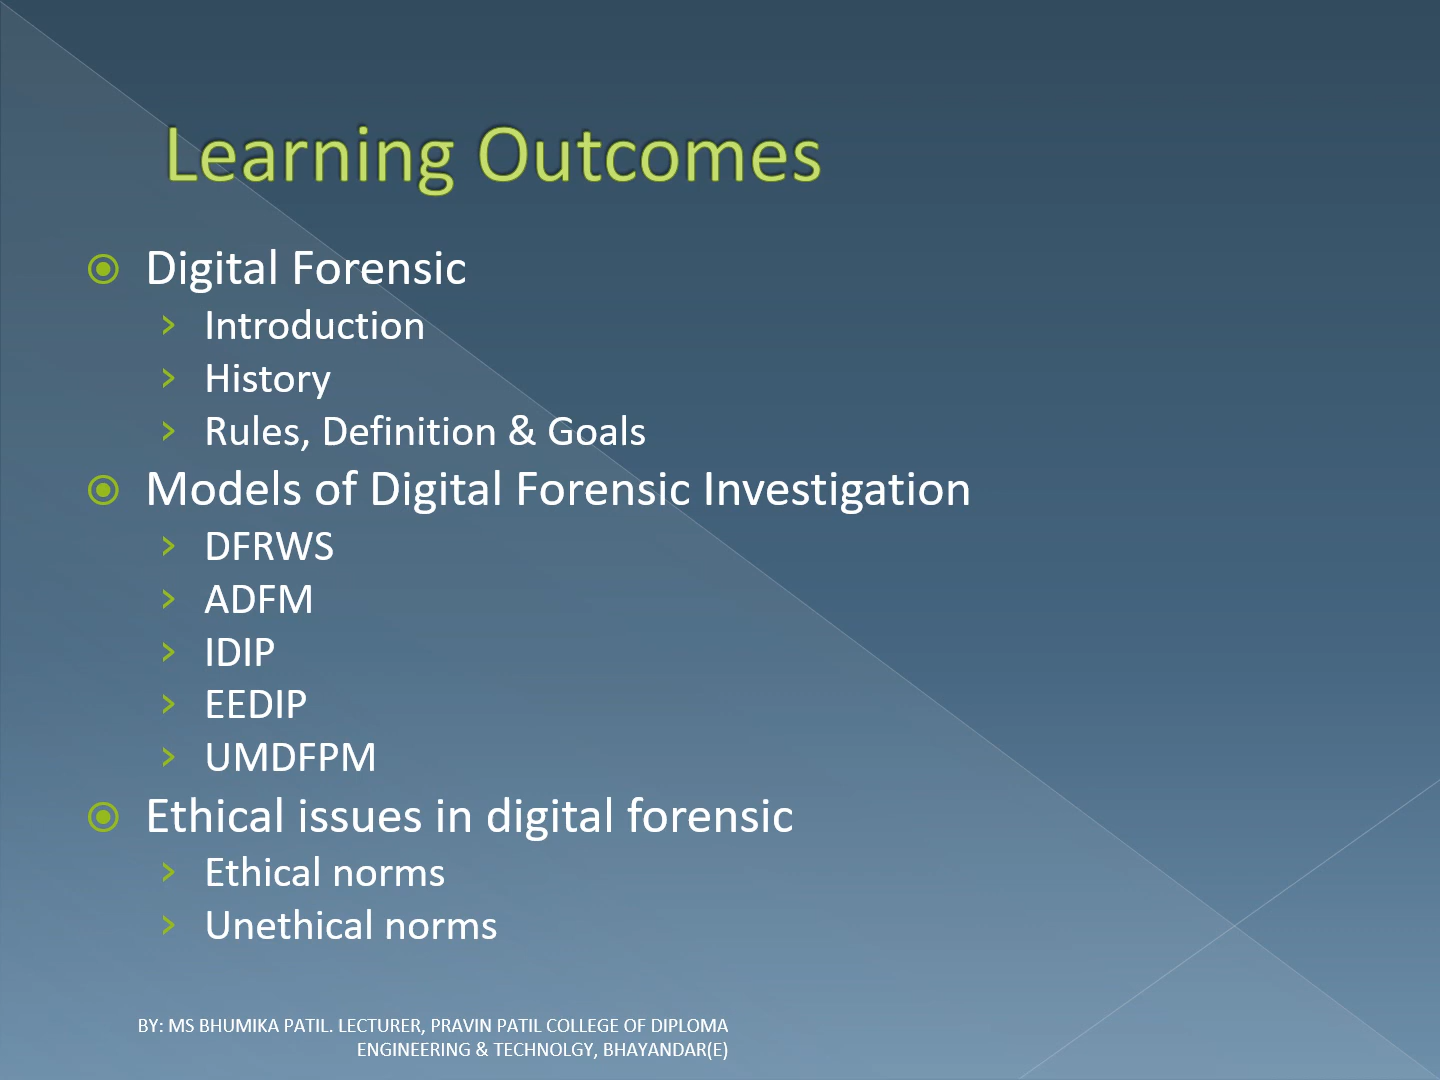 Learning Outcomes
Digital Forensic
Introduction
History
Rules, Definition & Goals
Models of Digital Forensic Investigation
DFRWS
ADFM
IDIP
EEDIP
UMDFPM
Ethical issues in digital forensic
Ethical norms
Unethical norms
BY: MS BHUMIKA PATIL. LECTURER, PRAVIN PATIL COLLEGE OF DIPLOMA
ENGINEERING & TECHNOLGY, BHAYANDAR(E)